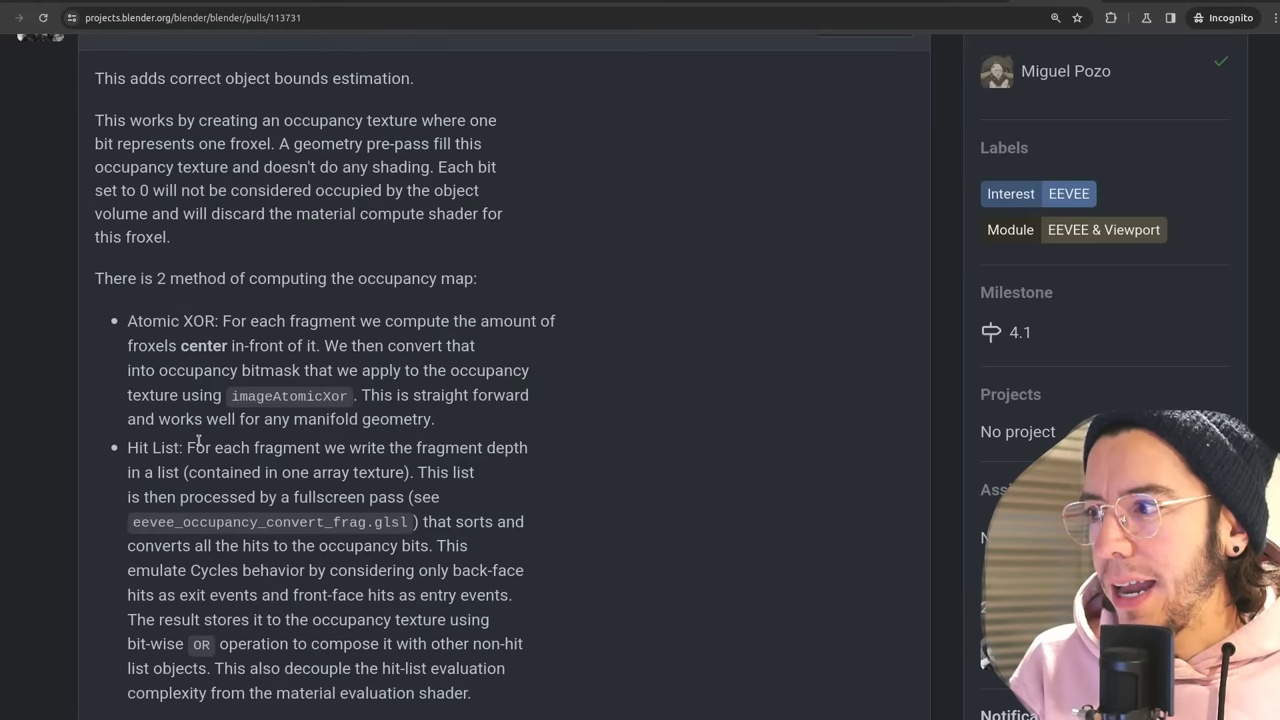 projects.blender.org/blender/blender/pulls/113731
Incognito
This adds correct object bounds estimation.
This works by creating an occupancy texture where one
bit represents one froxel. A geometry pre-pass fill this
occupancy texture and doesn't do any shading. Each bit
set to 0 will not be considered occupied by the object
volume and will discard the material compute shader for
this froxel.
There is 2 method of computing the occupancy map:
Atomic XOR: For each fragment we compute the amount of
froxels center in-front of it. We then convert that
into occupancy bitmask that we apply to the occupancy
texture using imageAtomicXor. This is straight forward
and works well for any manifold geometry.
Hit List: For each fragment we write the fragment depth
in a list (contained in one array texture). This list
is then processed by a fullscreen pass (see
eevee_occupancy_convert_frag.glsl) that sorts and
converts all the hits to the occupancy bits. This
emulate Cycles behavior by considering only back-face
hits as exit events and front-face hits as entry events.
The result stores it to the occupancy texture using
bit-wise OR operation to compose it with other non-hit
list objects. This also decouple the hit-list evaluation
complexity from the material evaluation shader.
Miguel Pozo
Labels
Interest EEVEE
Module EEVEE & Viewport
Milestone
4.1
Projects
No project
Assi
N
2
Notifica